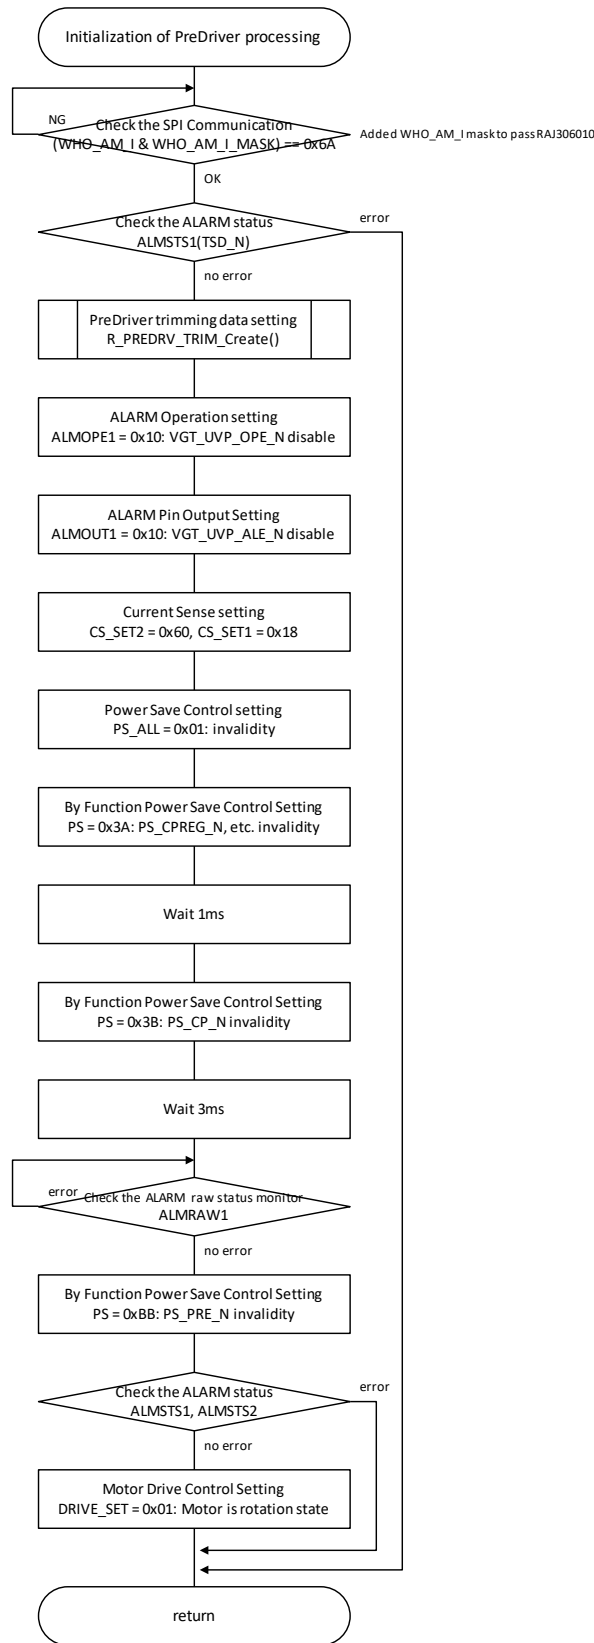 Initialization of PreDriver processing
NG
Check the SPI Communication
(WHO_AM_I & WHO_AM_I_MASK) == 0x6A
Added WHO_AM_I mask to pass RAJ306010
OK
Check the ALARM status
ALMSTS1(TSD_N)
error
no error
PreDriver trimming data setting
R_PREDRV_TRIM_Create()
ALARM Operation setting
ALMOPE1 = 0x10: VGT_UVP_OPE_N disable
ALARM Pin Output Setting
ALMOUT1 = 0x10: VGT_UVP_ALE_N disable
Current Sense setting
CS_SET2 = 0x60, CS_SET1 = 0x18
Power Save Control setting
PS_ALL = 0x01: invalidity
By Function Power Save Control Setting
PS = 0x3A: PS_CPREG_N, etc. invalidity
Wait 1ms
By Function Power Save Control Setting
PS = 0x3B: PS_CP_N invalidity
Wait 3ms
error
Check the ALARM raw status monitor
ALMRAW1
no error
By Function Power Save Control Setting
PS = 0xBB: PS_PRE_N invalidity
Check the ALARM status
ALMSTS1, ALMSTS2
error
no error
Motor Drive Control Setting
DRIVE_SET = 0x01: Motor is rotation state
return